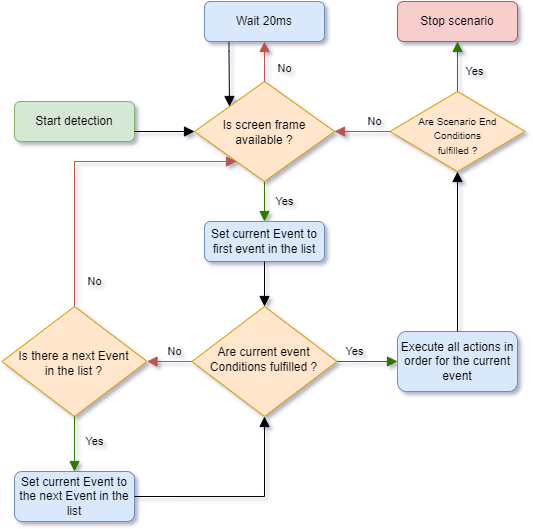 Wait 20ms
Stop scenario
No
Yes
Start detection
Is screen frame
available ?
No
Are Scenario End
Conditions
fulfilled ?
Yes
Set current Event to
first event in the list
No
Is there a next Event
in the list ?
No
Are current event
Conditions fulfilled ?
Yes
Execute all actions in
order for the current
event
Yes
Set current Event to
the next Event in the
list